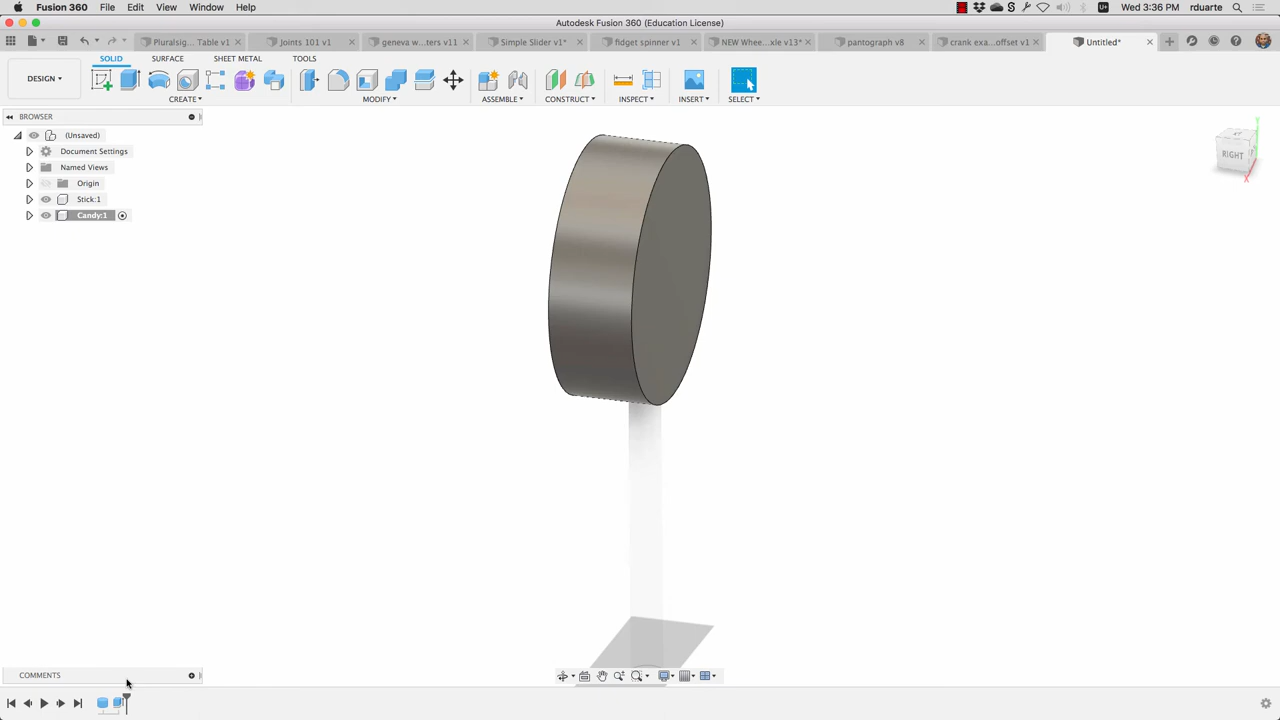 Fusion 360 File Edit View Window Help U+ Wed 3:36 PM rduarte
Autodesk Fusion 360 (Education License)
Pluralsig... Table v1 Joints 101 v1 geneva w...ters v11 Simple Slider v1* fidget spinner v1 NEW Whee...xle v13* pantograph v8 crank exa...offset v1 Untitled*
SOLID SURFACE SHEET METAL TOOLS
DESIGN
CREATE MODIFY ASSEMBLE CONSTRUCT INSPECT INSERT SELECT
BROWSER
(Unsaved)
Document Settings
Named Views
Origin
Stick:1
Candy:1
RIGHT
Y
X
COMMENTS